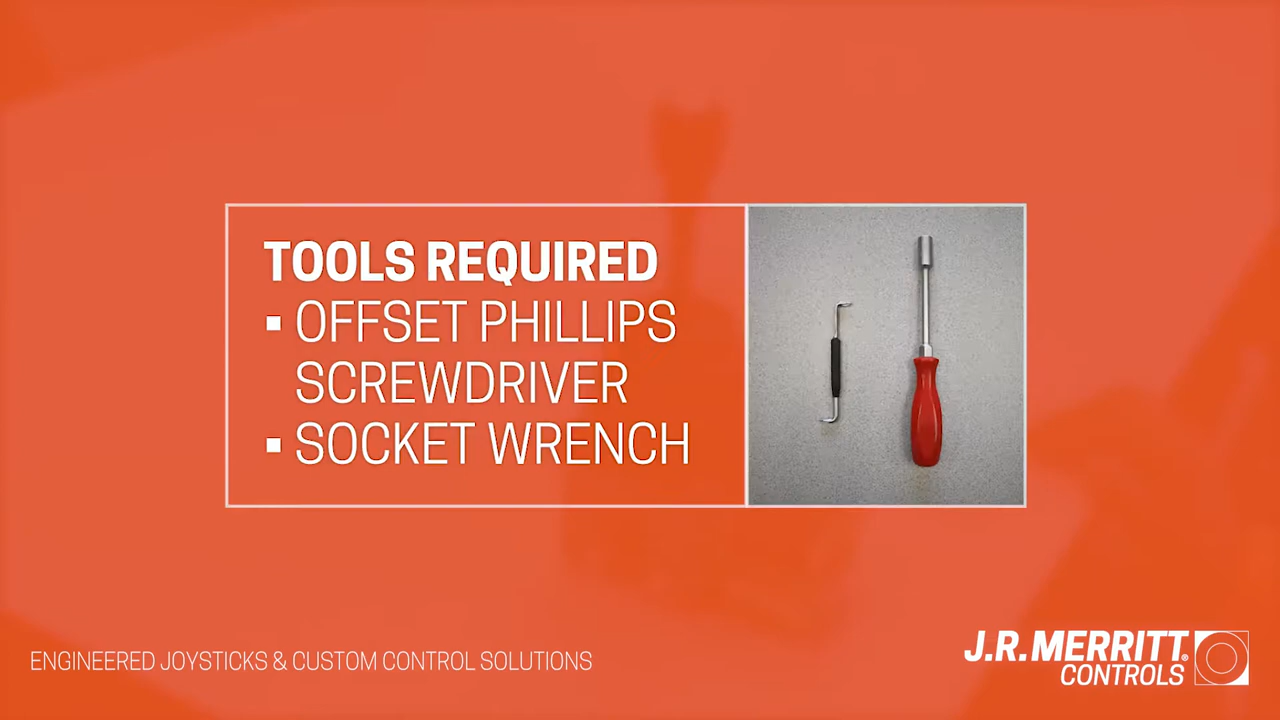 TOOLS REQUIRED
▪ OFFSET PHILLIPS
SCREWDRIVER
▪ SOCKET WRENCH
ENGINEERED JOYSTICKS & CUSTOM CONTROL SOLUTIONS
J.R. MERRITT®
CONTROLS